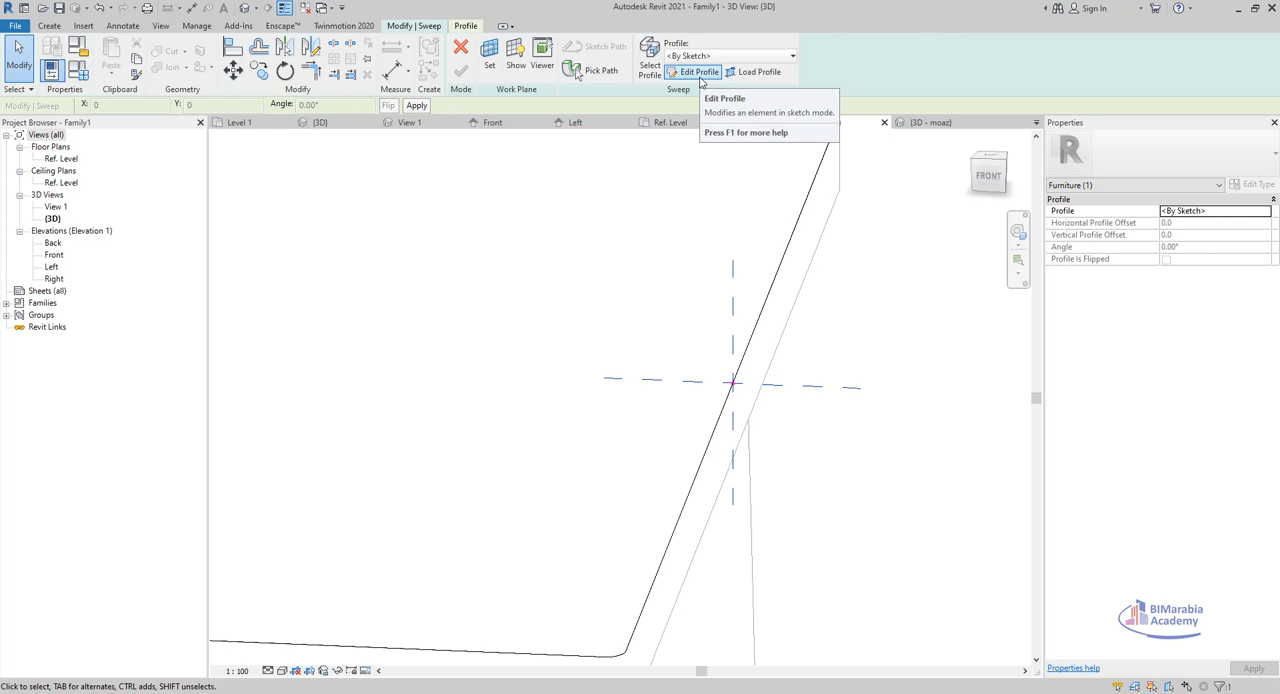 Autodesk Revit 2021 - Family1 - 3D View: {3D}
Sign In
File Create Insert Annotate View Manage Add-Ins Enscape™ Twinmotion 2020 Modify | Sweep Profile
Modify
Paste
Cut
Join
Set Show Viewer
Sketch Path
Pick Path
Select Profile
Profile:
<By Sketch>
Edit Profile
Load Profile
Select Properties Clipboard Geometry Modify Measure Create Mode Work Plane Sweep
Modify | Sweep X: 0 Y: 0 Angle: 0.00° Flip Apply
Edit Profile
Modifies an element in sketch mode.
Press F1 for more help
Project Browser - Family1
Level 1 {3D} View 1 Front Left Ref. Level {3D - moaz}
Views (all)
Floor Plans
Ref. Level
Ceiling Plans
Ref. Level
3D Views
View 1
{3D}
Elevations (Elevation 1)
Back
Front
Left
Right
Sheets (all)
Families
Groups
Revit Links
FRONT
Properties
Furniture (1)
Edit Type
Profile
Profile <By Sketch>
Horizontal Profile Offset 0.0
Vertical Profile Offset 0.0
Angle 0.00°
Profile Is Flipped
BIMarabia
Academy
Properties help
Apply
1 : 100
Click to select, TAB for alternates, CTRL adds, SHIFT unselects.
:1